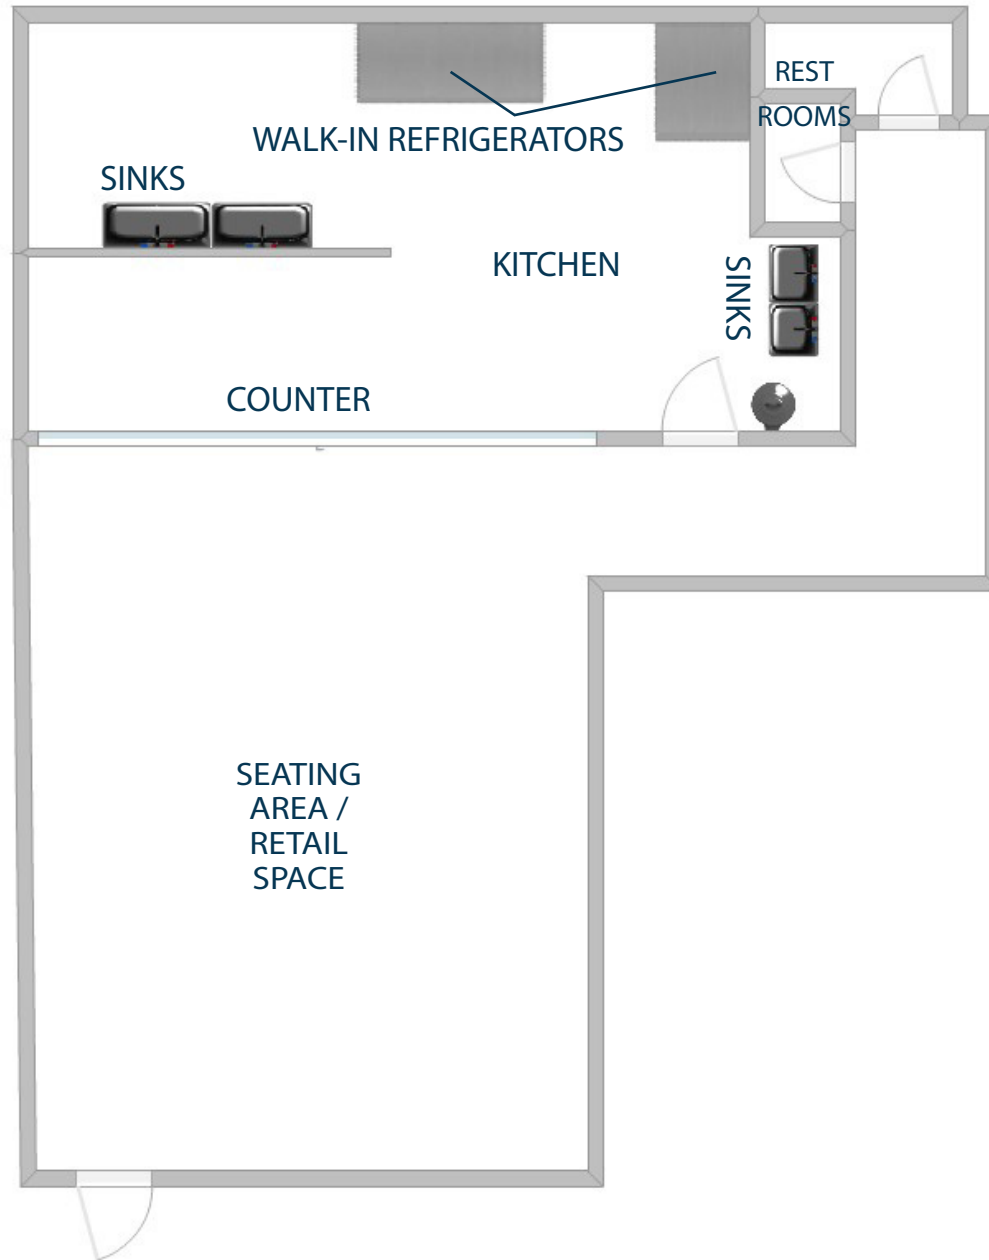 REST
ROOMS
WALK-IN REFRIGERATORS
SINKS
KITCHEN
SINKS
COUNTER
SEATING
AREA /
RETAIL
SPACE